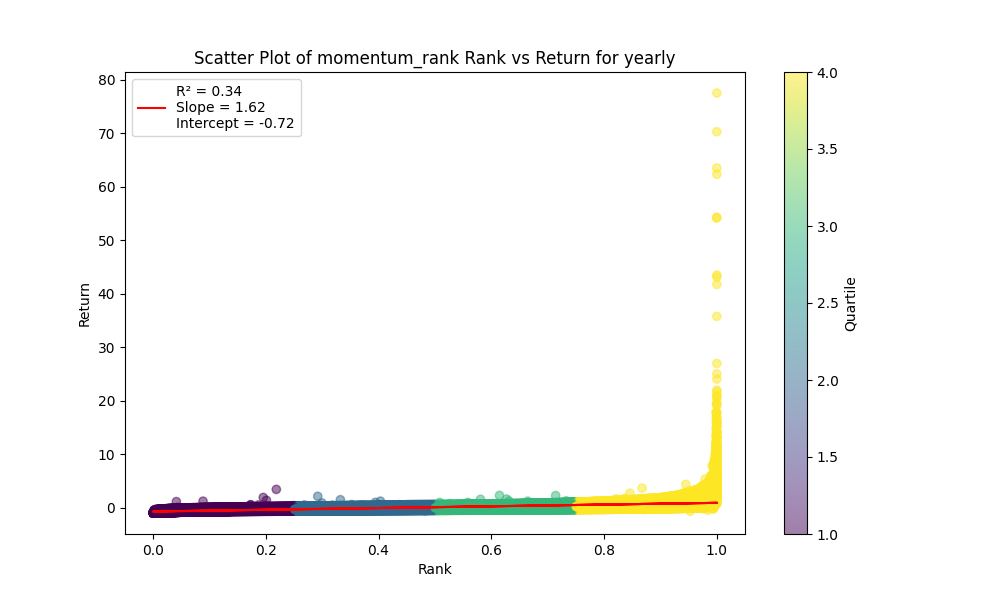 Scatter Plot of momentum_rank Rank vs Return for yearly
R² = 0.34
Slope = 1.62
Intercept = -0.72
Return
80
70
60
50
40
30
20
10
0
0.0 0.2 0.4 0.6 0.8 1.0
Rank
4.0
3.5
3.0
2.5
2.0
1.5
1.0
Quartile